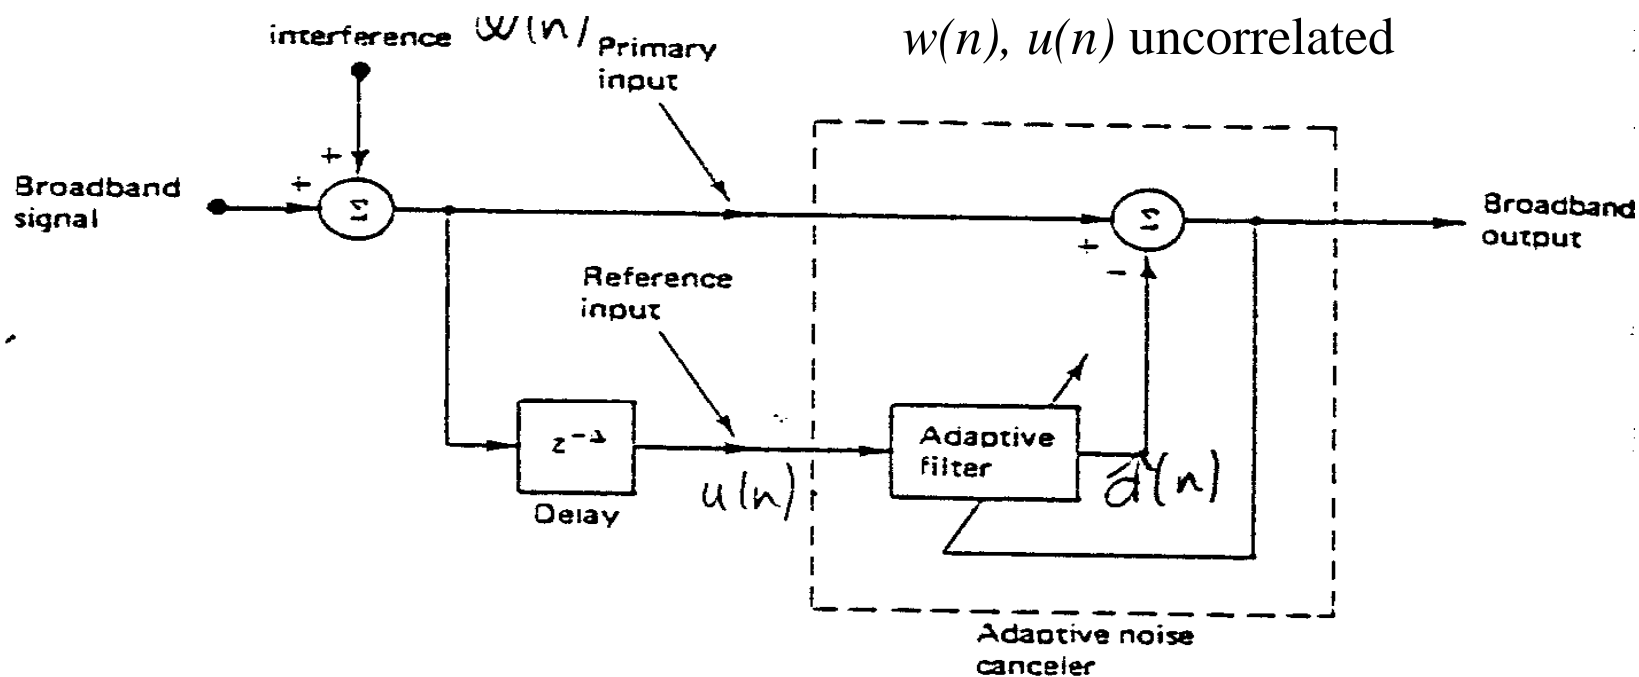 interference w(n)
Primary
input
w(n), u(n) uncorrelated
+
+
Broadband
signal
Σ
Σ
Broadband
output
+
−
Reference
input
z⁻Δ
Delay
u(n)
Adaptive
filter
d(n)
Adaptive noise
canceler